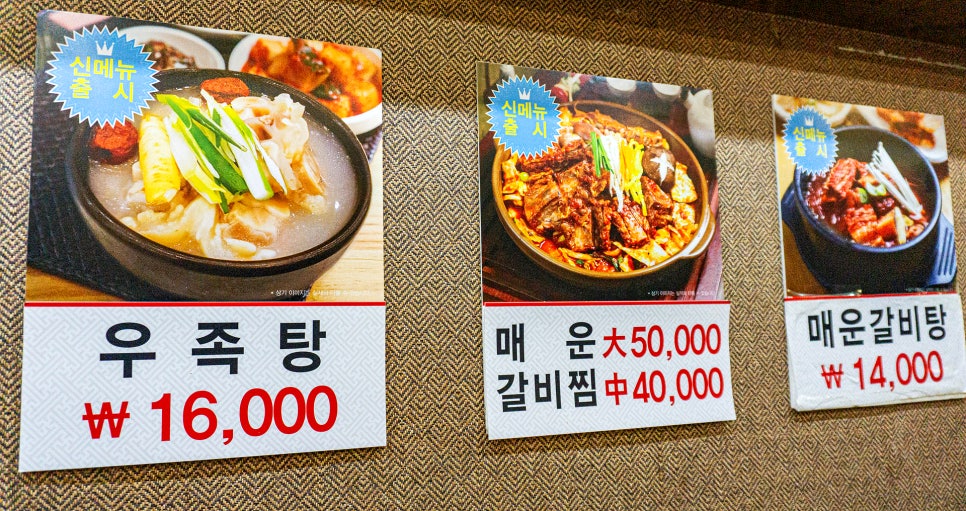 신메뉴
출시
우족탕
₩ 16,000
신메뉴
출시
매운 大50,000
갈비찜 中40,000
신메뉴
출시
매운갈비탕
₩ 14,000